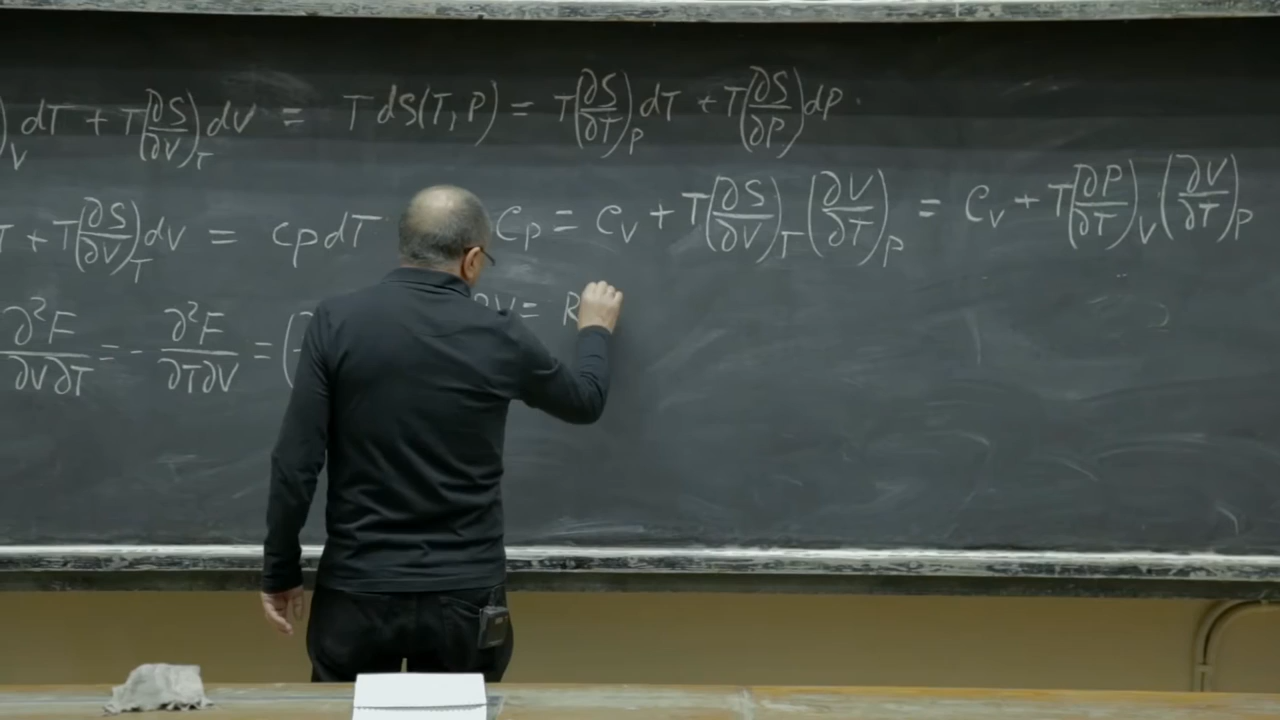 )_V dT + T(∂S/∂V)_T dV = T dS(T, P) = T(∂S/∂T)_P dT + T(∂S/∂P) dP .
T + T(∂S/∂V)_T dV = c_P dT
c_P = c_V + T(∂S/∂V)_T (∂V/∂T)_P = c_V + T(∂P/∂T)_V (∂V/∂T)_P
∂²F/∂V∂T = - ∂²F/∂T∂V = (
V = R